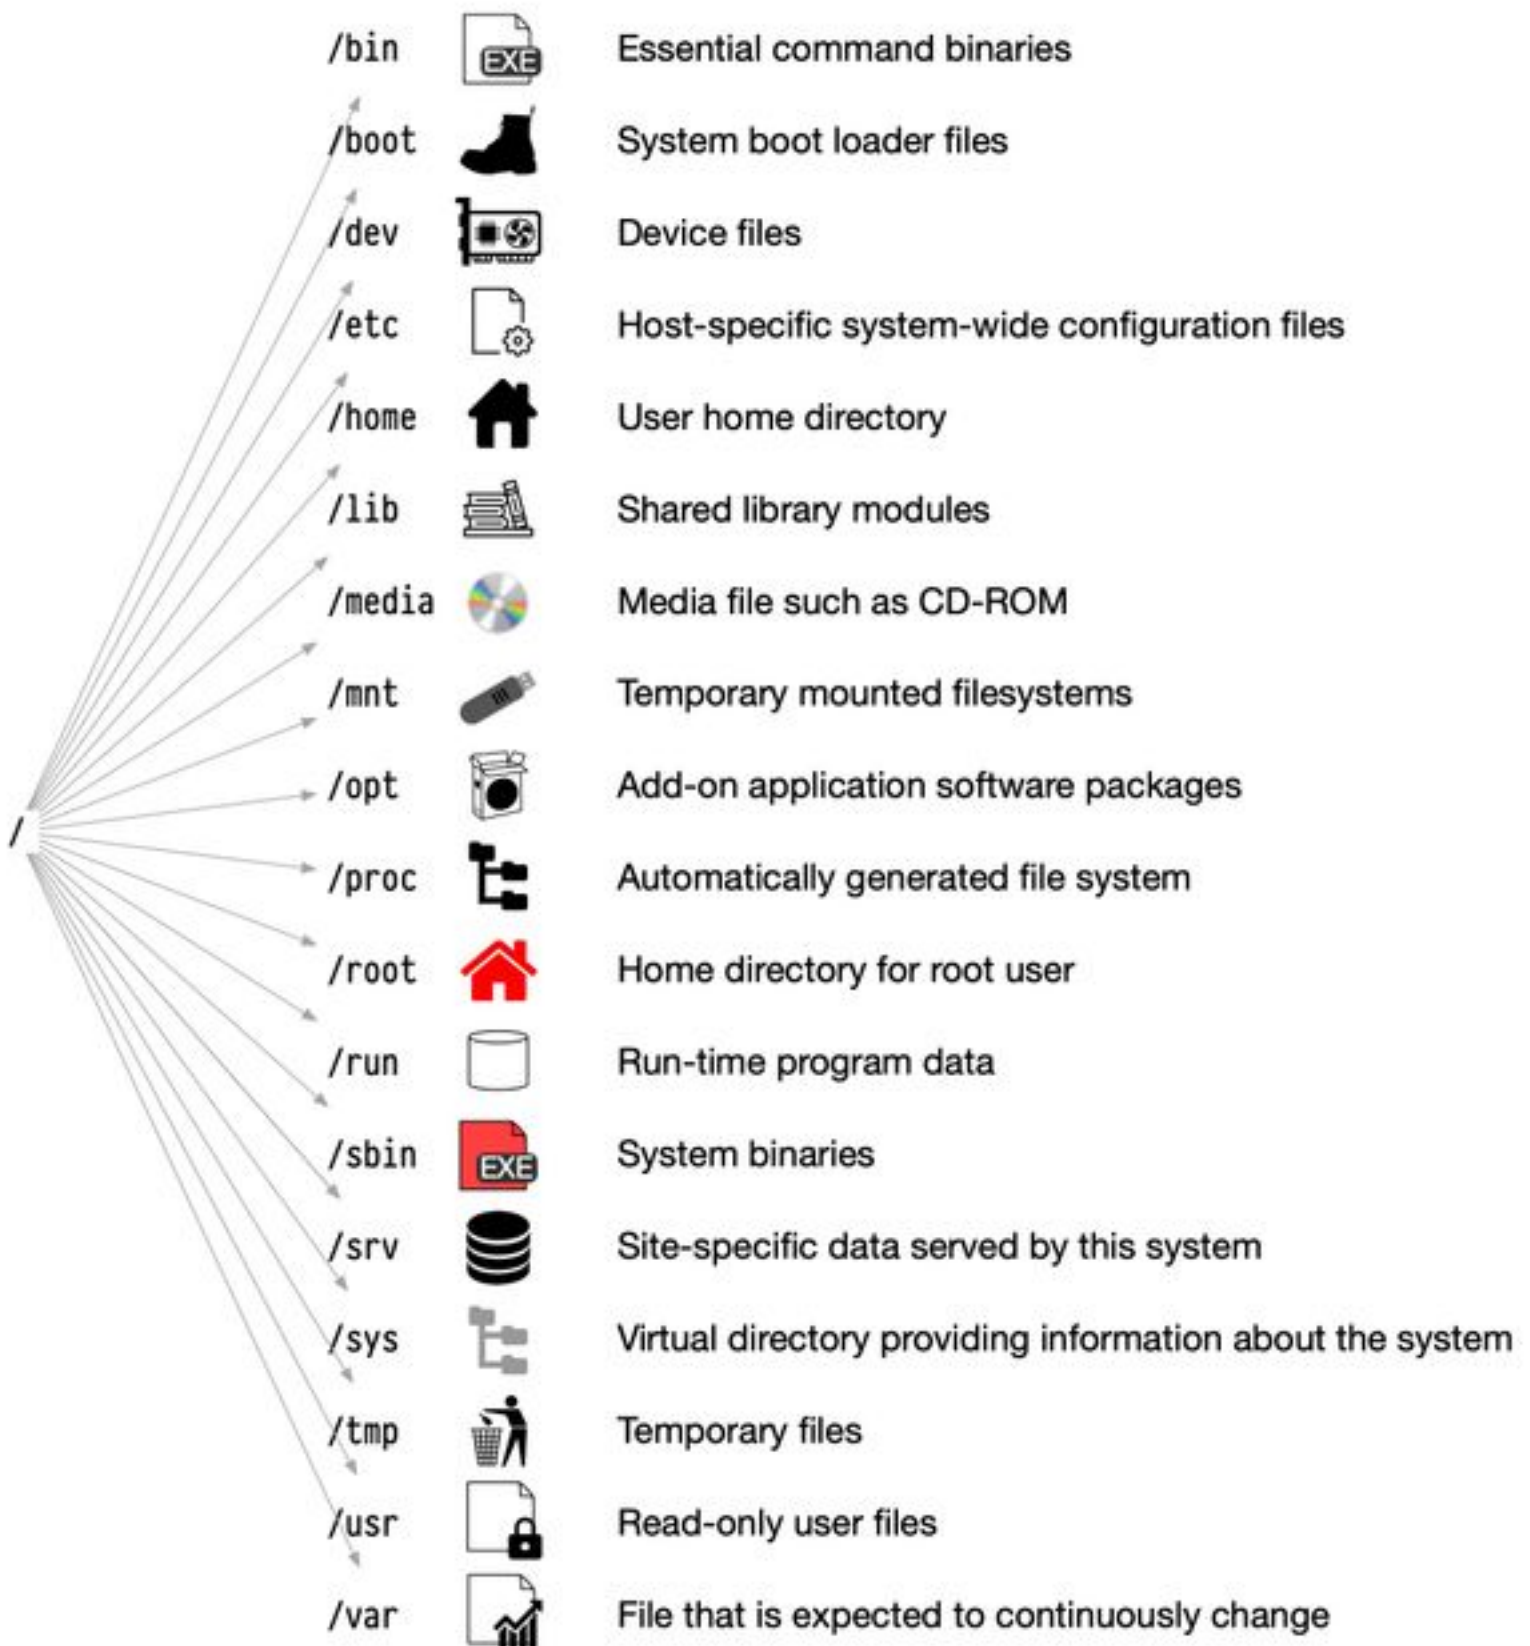 /bin EXE Essential command binaries
/boot System boot loader files
/dev Device files
/etc Host-specific system-wide configuration files
/home User home directory
/lib Shared library modules
/media Media file such as CD-ROM
/mnt Temporary mounted filesystems
/opt Add-on application software packages
/
/proc Automatically generated file system
/root Home directory for root user
/run Run-time program data
/sbin EXE System binaries
/srv Site-specific data served by this system
/sys Virtual directory providing information about the system
/tmp Temporary files
/usr Read-only user files
/var File that is expected to continuously change